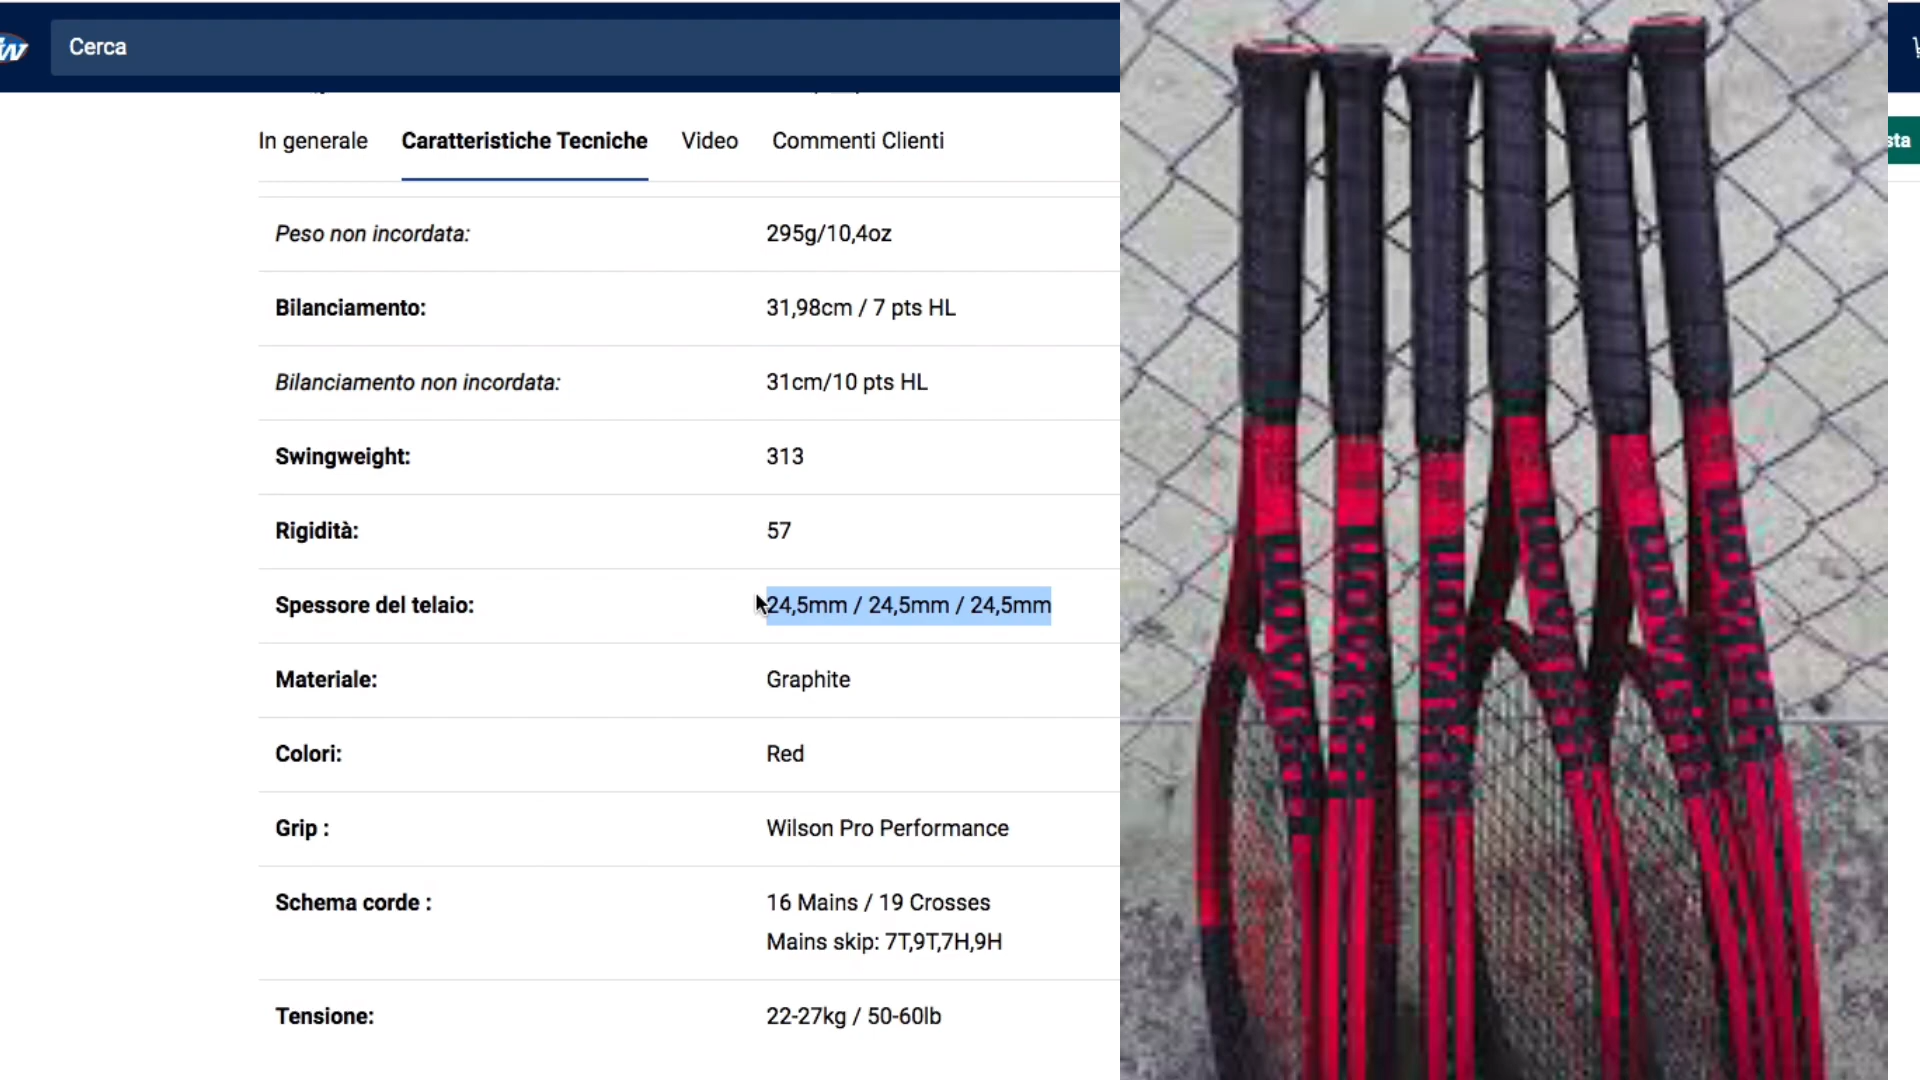 Cerca
In generale Caratteristiche Tecniche Video Commenti Clienti
sta
Peso non incordata: 295g/10,4oz
Bilanciamento: 31,98cm / 7 pts HL
Bilanciamento non incordata: 31cm/10 pts HL
Swingweight: 313
Rigidità: 57
Spessore del telaio: 24,5mm / 24,5mm / 24,5mm
Materiale: Graphite
Colori: Red
Grip : Wilson Pro Performance
Schema corde : 16 Mains / 19 Crosses
Mains skip: 7T,9T,7H,9H
Tensione: 22-27kg / 50-60lb